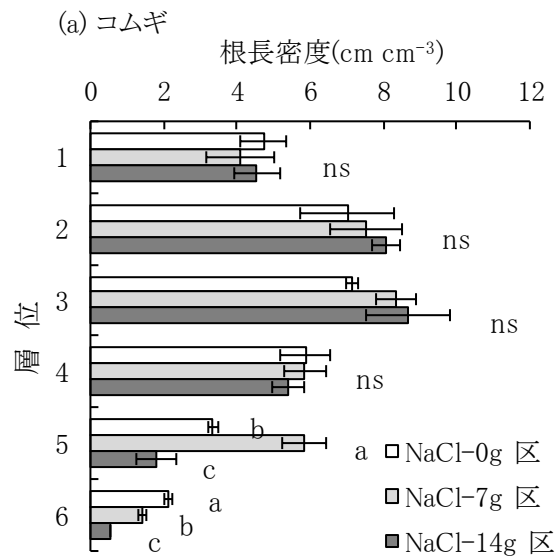 (a) コムギ
根長密度(cm cm⁻³)
0 2 4 6 8 10 12
1 ns
2 ns
3 ns
層 位
4 ns
b
5 a □ NaCl-0g 区
c
a ■ NaCl-7g 区
6 b
c ■ NaCl-14g 区